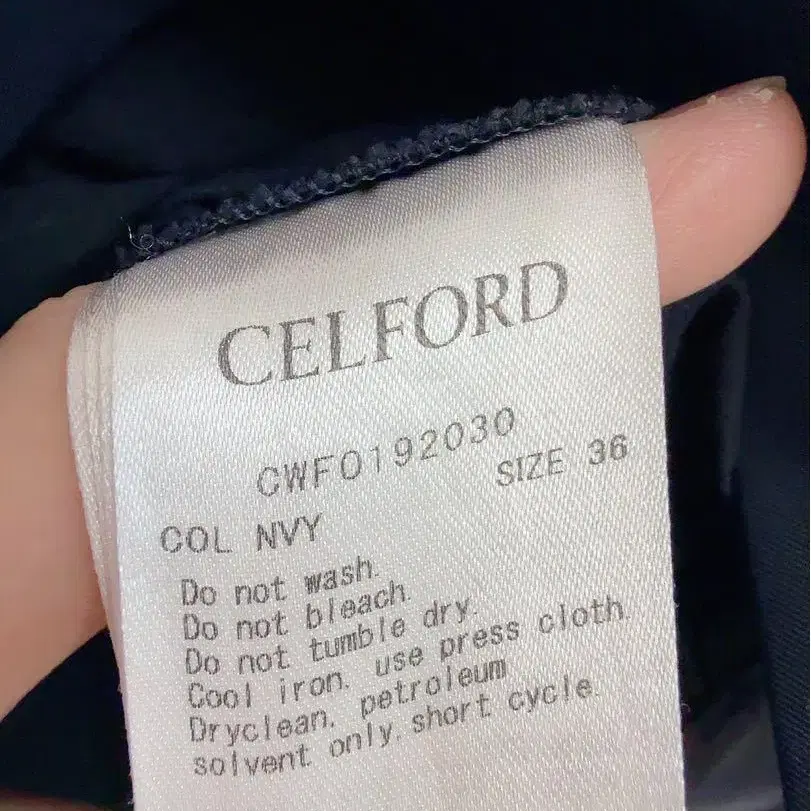 CELFORD
CWFO192030
SIZE 36
COL NVY
Do not wash.
Do not bleach.
Do not tumble dry.
Cool iron. use press cloth.
Dryclean. petroleum
solvent only. short cycle.